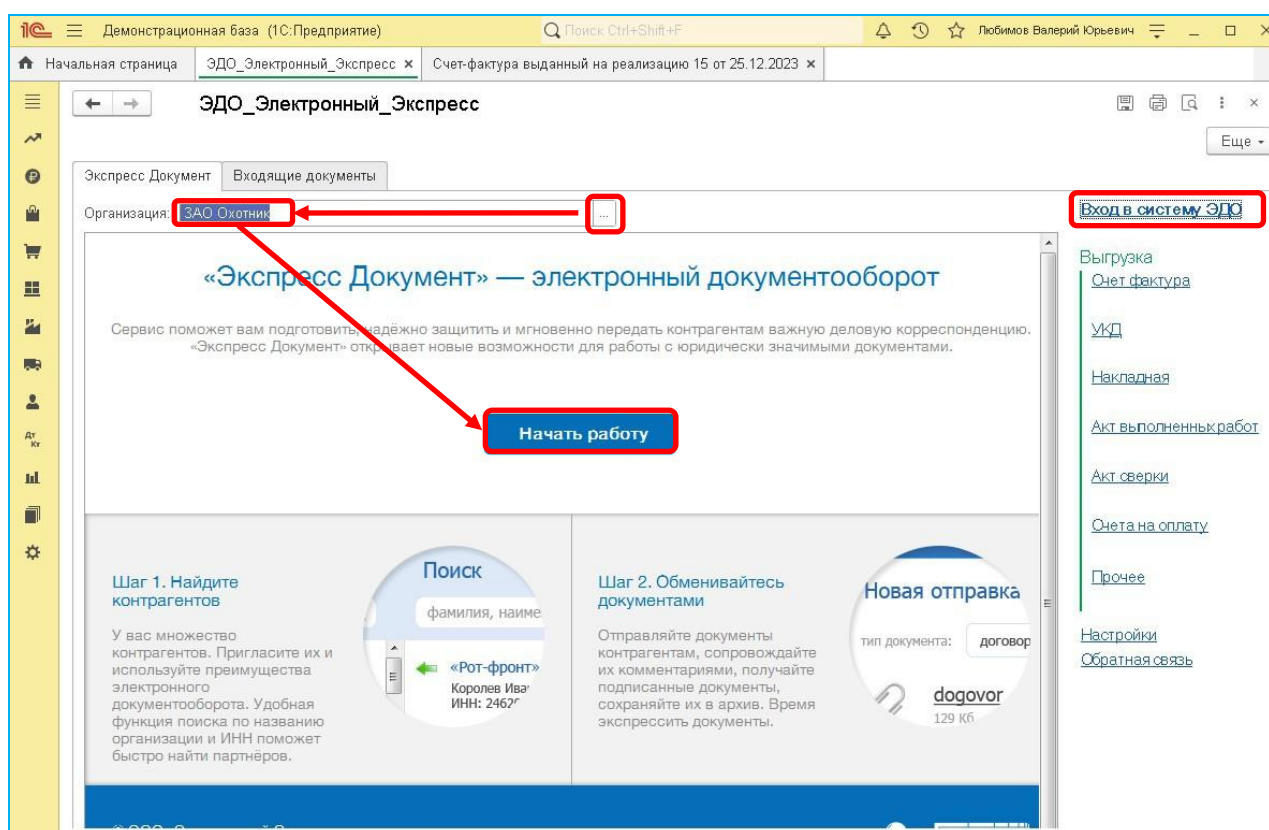 1С Демонстрационная база (1С:Предприятие) Поиск Ctrl+Shift+F Любимов Валерий Юрьевич
Начальная страница ЭДО_Электронный_Экспресс × Счет-фактура выданный на реализацию 15 от 25.12.2023 ×
ЭДО_Электронный_Экспресс
Еще
Экспресс Документ Входящие документы
Организация: ЗАО Охотник ... Вход в систему ЭДО
«Экспресс Документ» — электронный документооборот
Сервис поможет вам подготовить, надёжно защитить и мгновенно передать контрагентам важную деловую корреспонденцию.
«Экспресс Документ» открывает новые возможности для работы с юридически значимыми документами.
Начать работу
Шаг 1. Найдите
контрагентов
У вас множество
контрагентов. Пригласите их и
используйте преимущества
электронного
документооборота. Удобная
функция поиска по названию
организации и ИНН поможет
быстро найти партнёров.
Поиск
фамилия, наиме
«Рот-фронт»
Королев Ива
ИНН: 2462
Шаг 2. Обменивайтесь
документами
Отправляйте документы
контрагентам, сопровождайте
их комментариями, получайте
подписанные документы,
сохраняйте их в архив. Время
экспрессить документы.
Новая отправка
тип документа: договор
dogovor
129 Кб
Выгрузка
Счет фактура
УКД
Накладная
Акт выполненных работ
Акт сверки
Счета на оплату
Прочее
Настройки
Обратная связь
Дт
Кт